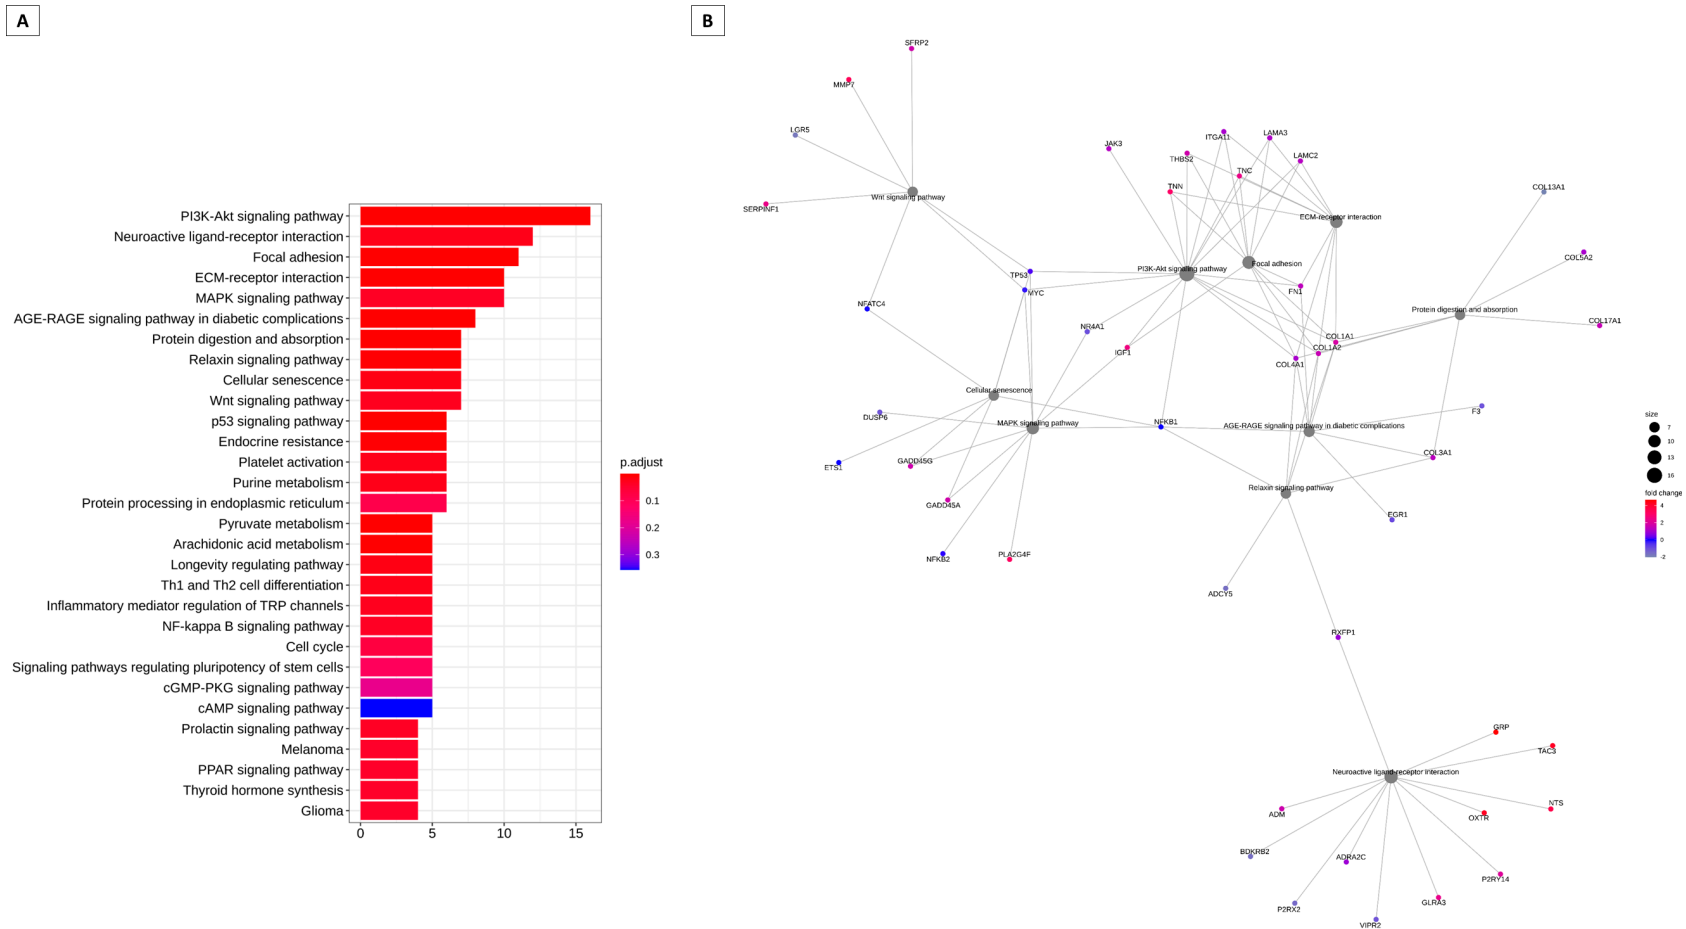 A
B
PI3K-Akt signaling pathway
Neuroactive ligand-receptor interaction
Focal adhesion
ECM-receptor interaction
MAPK signaling pathway
AGE-RAGE signaling pathway in diabetic complications
Protein digestion and absorption
Relaxin signaling pathway
Cellular senescence
Wnt signaling pathway
p53 signaling pathway
Endocrine resistance
Platelet activation
Purine metabolism
Protein processing in endoplasmic reticulum
Pyruvate metabolism
Arachidonic acid metabolism
Longevity regulating pathway
Th1 and Th2 cell differentiation
Inflammatory mediator regulation of TRP channels
NF-kappa B signaling pathway
Cell cycle
Signaling pathways regulating pluripotency of stem cells
cGMP-PKG signaling pathway
cAMP signaling pathway
Prolactin signaling pathway
Melanoma
PPAR signaling pathway
Thyroid hormone synthesis
Glioma
0 5 10 15
p.adjust
0.1
0.2
0.3
SFRP2
MMP7
LGR5
SERPINF1
Wnt signaling pathway
JAK3
THBS2
ITGA11
LAMA3
LAMC2
TNC
TNN
COL13A1
ECM-receptor interaction
COL5A2
PI3K-Akt signaling pathway
Focal adhesion
TP53
MYC
FN1
NFATC4
Protein digestion and absorption
COL17A1
NR4A1
IGF1
COL1A1
COL1A2
COL4A1
Cellular senescence
DUSP6
MAPK signaling pathway
NFKB1
AGE-RAGE signaling pathway in diabetic complications
F3
ETS1
GADD45G
COL3A1
GADD45A
Relaxin signaling pathway
EGR1
NFKB2
PLA2G4F
ADCY5
RXFP1
GRP
TAC3
Neuroactive ligand-receptor interaction
ADM
OXTR
NTS
BDKRB2
ADRA2C
P2RY14
P2RX2
GLRA3
VIPR2
size
7
10
13
16
fold change
4
2
0
-2